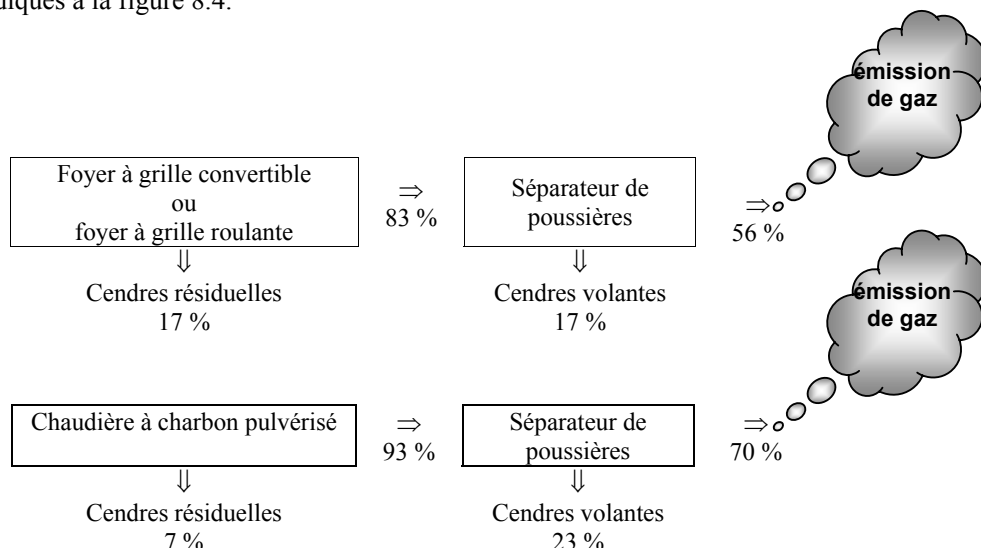 diqués à la figure 8.4.
émission
de gaz
Foyer à grille convertible
ou
foyer à grille roulante
⇒
83 %
Séparateur de
poussières
⇒
56 %
⇓
Cendres résiduelles
17 %
⇓
Cendres volantes
17 %
émission
de gaz
Chaudière à charbon pulvérisé
⇒
93 %
Séparateur de
poussières
⇒
70 %
⇓
Cendres résiduelles
7 %
⇓
Cendres volantes
23 %